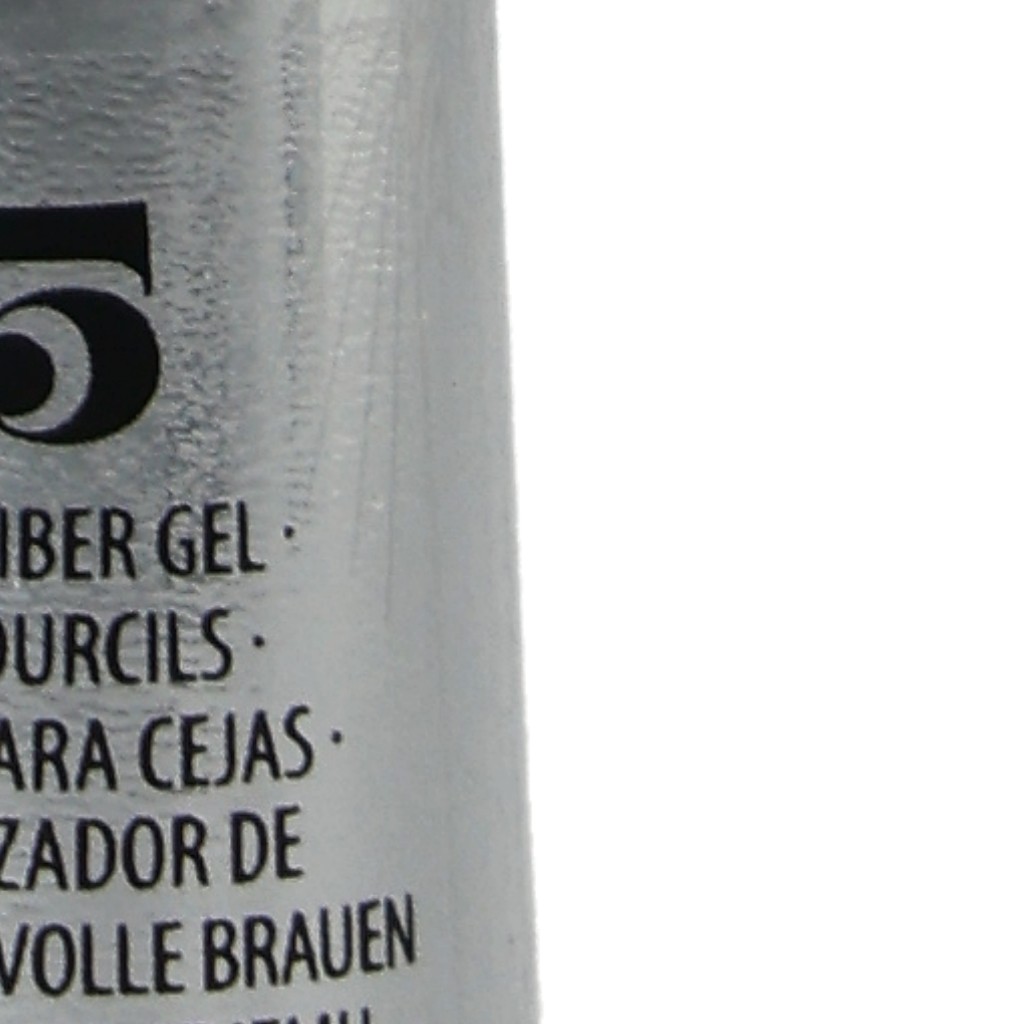 5
IBER GEL ·
OURCILS ·
ARA CEJAS ·
ZADOR DE
VOLLE BRAUEN